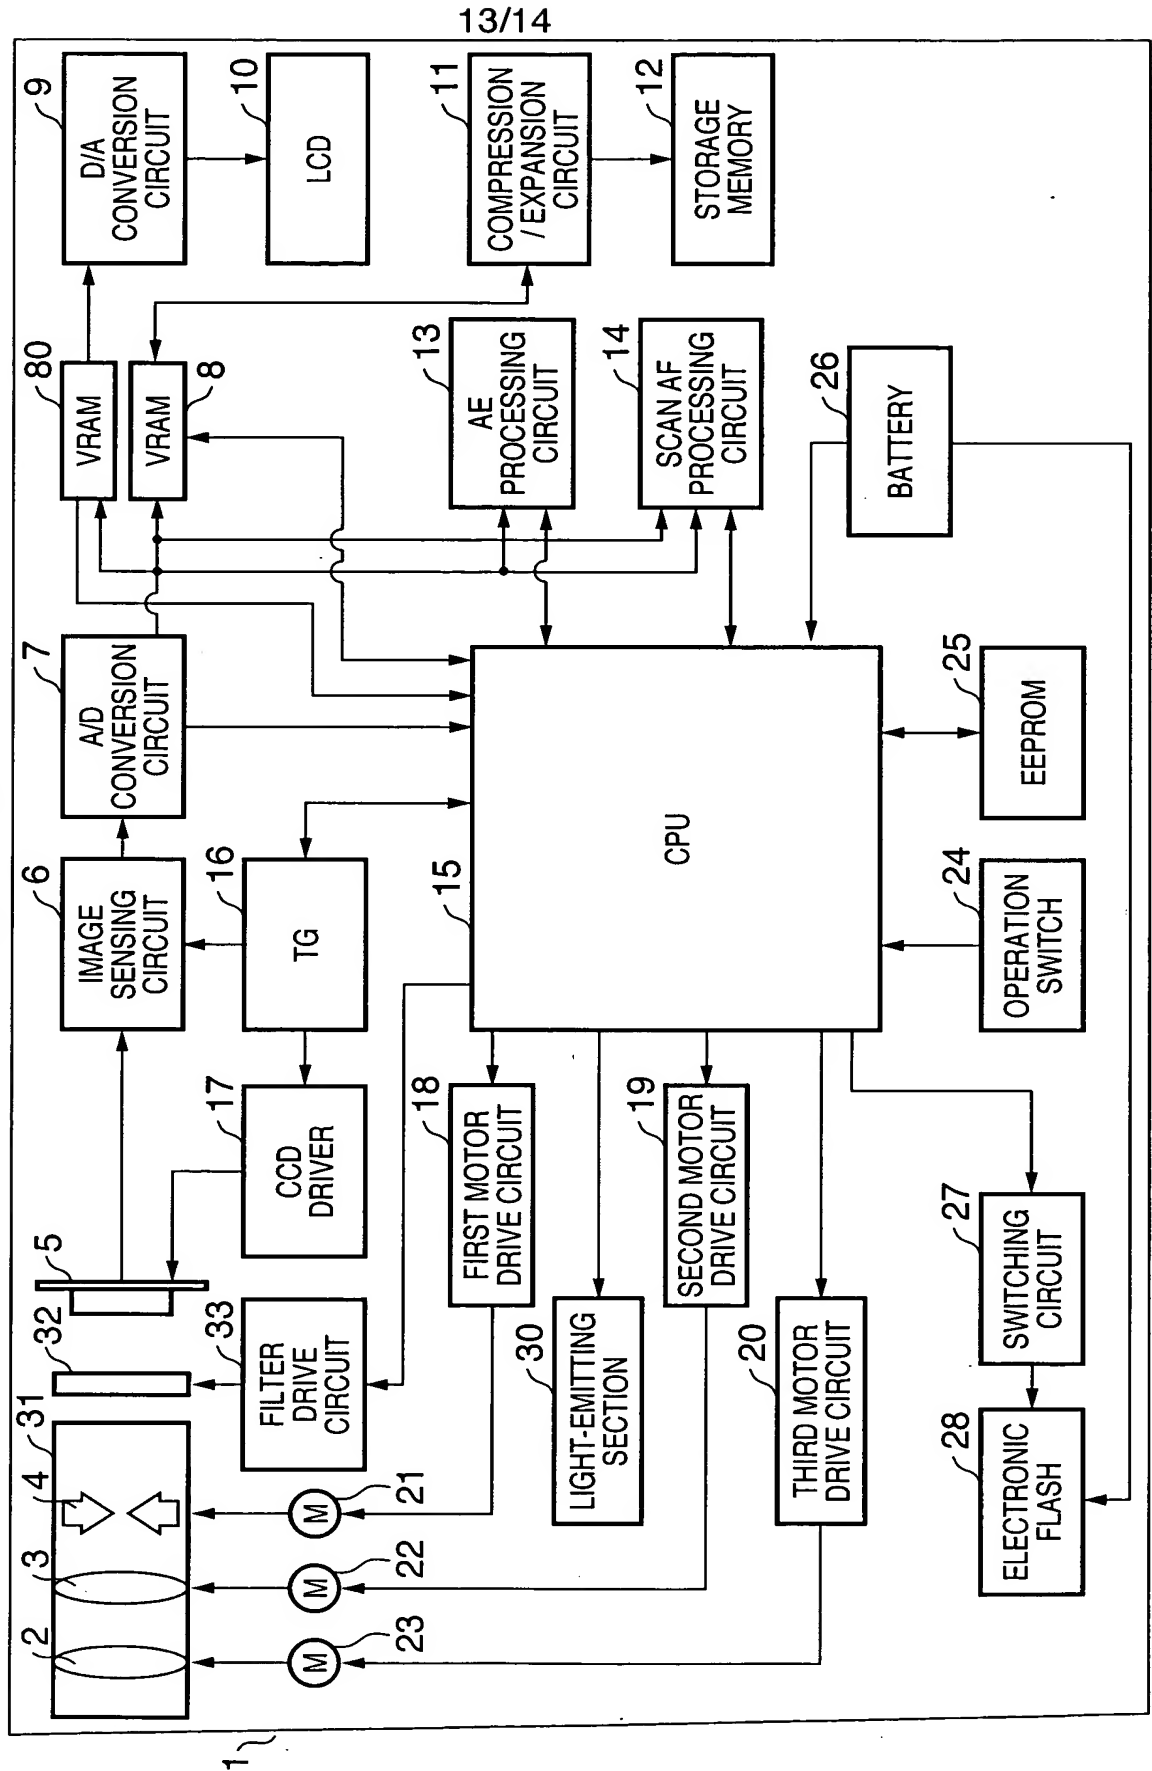 13/14
1
2
3
4
31
32
5
6
IMAGE
SENSING
CIRCUIT
7
A/D
CONVERSION
CIRCUIT
80
VRAM
VRAM
8
9
D/A
CONVERSION
CIRCUIT
10
LCD
23
M
22
M
21
M
33
FILTER
DRIVE
CIRCUIT
17
CCD
DRIVER
16
TG
11
COMPRESSION
/EXPANSION
CIRCUIT
12
STORAGE
MEMORY
18
FIRST MOTOR
DRIVE CIRCUIT
30
LIGHT-EMITTING
SECTION
19
SECOND MOTOR
DRIVE CIRCUIT
20
THIRD MOTOR
DRIVE CIRCUIT
15
CPU
13
AE
PROCESSING
CIRCUIT
14
SCAN AF
PROCESSING
CIRCUIT
26
BATTERY
28
ELECTRONIC
FLASH
27
SWITCHING
CIRCUIT
24
OPERATION
SWITCH
25
EEPROM